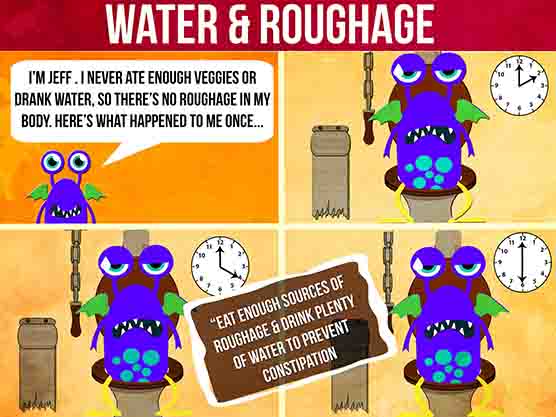 WATER & ROUGHAGE
I'M JEFF . I NEVER ATE ENOUGH VEGGIES OR
DRANK WATER, SO THERE'S NO ROUGHAGE IN MY
BODY. HERE'S WHAT HAPPENED TO ME ONCE...
"EAT ENOUGH SOURCES OF
ROUGHAGE & DRINK PLENTY
OF WATER TO PREVENT
CONSTIPATION